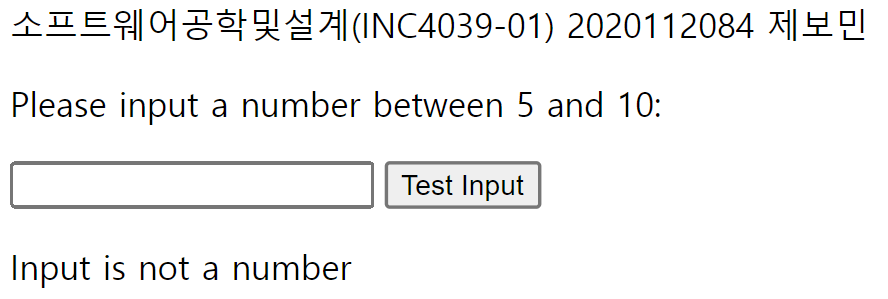 소프트웨어공학및설계(INC4039-01) 2020112084 제보민
Please input a number between 5 and 10:
Test Input
Input is not a number